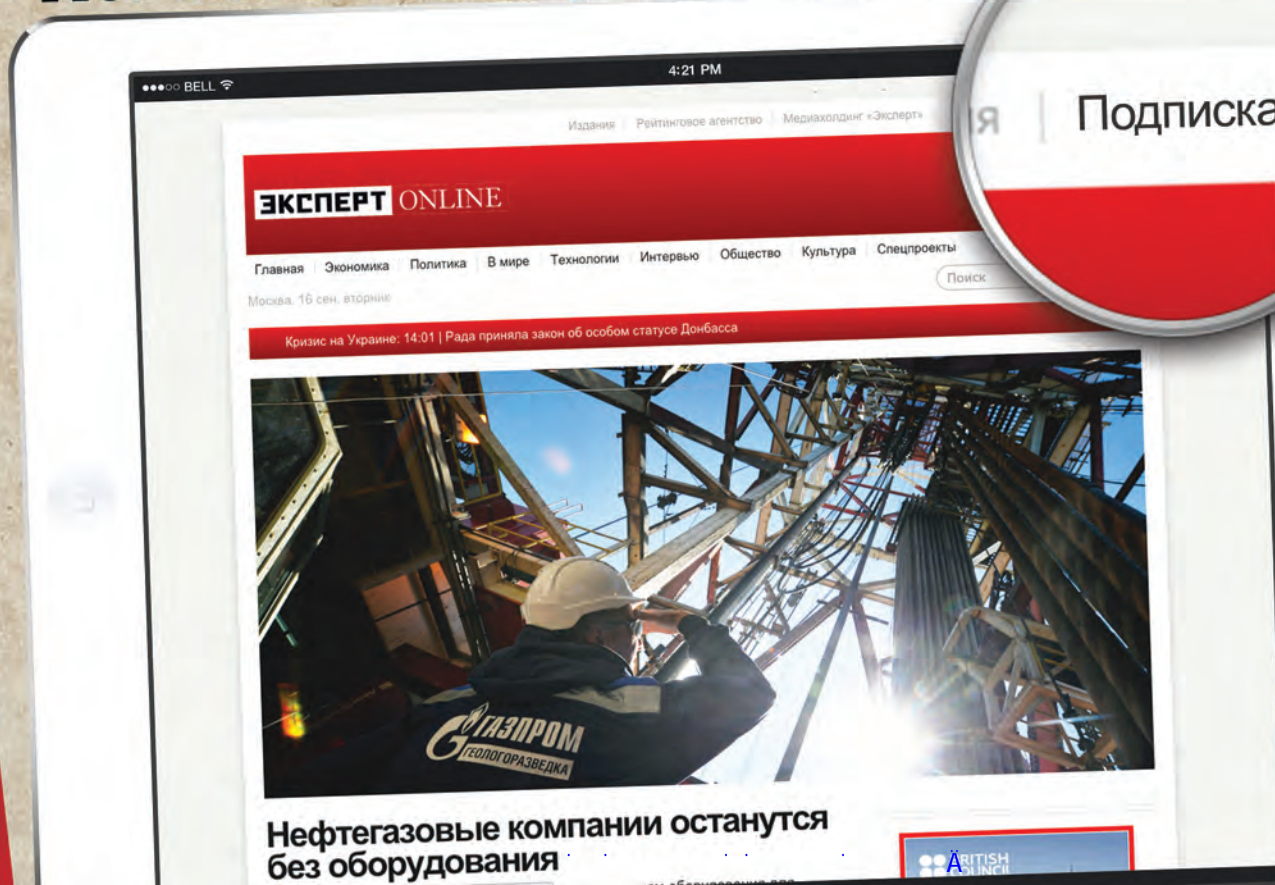 BELL
4:21 PM
Издания Рейтинговое агентство Медиахолдинг «Эксперт»
Я Подписка
ЭКСПЕРТ ONLINE
Главная Экономика Политика В мире Технологии Интервью Общество Культура Спецпроекты
Поиск
Москва, 16 сен, вторник
Кризис на Украине: 14:01 | Рада приняла закон об особом статусе Донбасса
ГАЗПРОМ
ГЕОЛОГОРАЗВЕДКА
Нефтегазовые компании останутся
без оборудования
оборудования для
BRITISH
COUNCIL